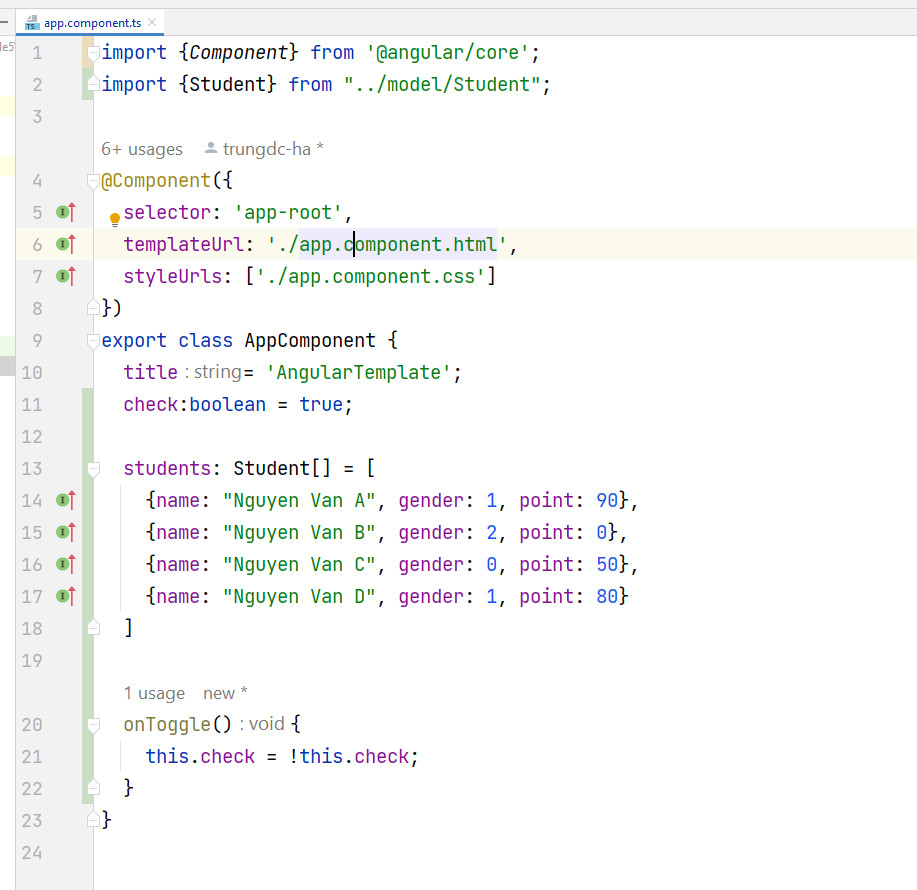 app.component.ts
1 import {Component} from '@angular/core';
2 import {Student} from "../model/Student";
3
6+ usages trungdc-ha *
4 @Component({
5 selector: 'app-root',
6 templateUrl: './app.component.html',
7 styleUrls: ['./app.component.css']
8 })
9 export class AppComponent {
10 title : string = 'AngularTemplate';
11 check:boolean = true;
12
13 students: Student[] = [
14 {name: "Nguyen Van A", gender: 1, point: 90},
15 {name: "Nguyen Van B", gender: 2, point: 0},
16 {name: "Nguyen Van C", gender: 0, point: 50},
17 {name: "Nguyen Van D", gender: 1, point: 80}
18 ]
19
1 usage new *
20 onToggle() : void {
21 this.check = !this.check;
22 }
23 }
24